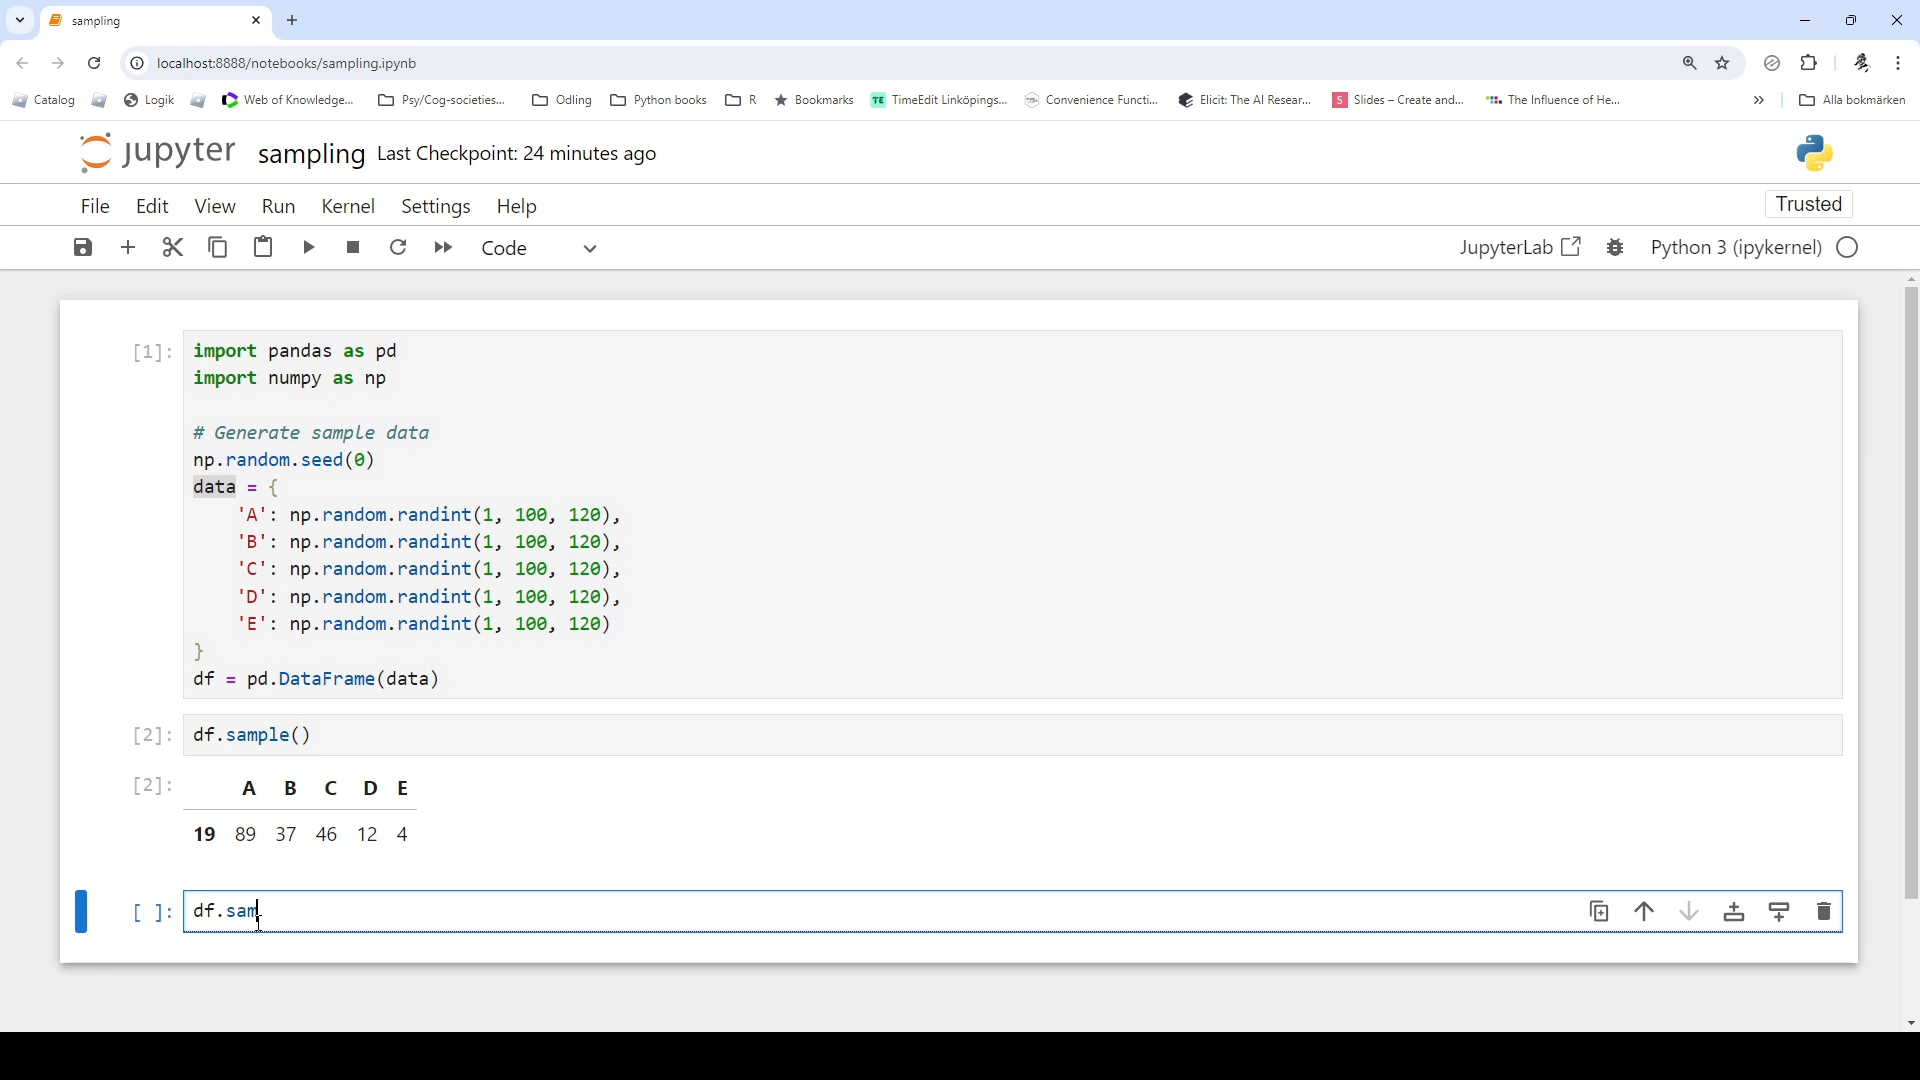 sampling
localhost:8888/notebooks/sampling.ipynb
Catalog Logik Web of Knowledge... Psy/Cog-societies... Odling Python books R Bookmarks TE TimeEdit Linköpings... Convenience Functi... Elicit: The AI Resear... S Slides – Create and... The Influence of He... » Alla bokmärken
jupyter sampling Last Checkpoint: 24 minutes ago
File Edit View Run Kernel Settings Help Trusted
Code JupyterLab Python 3 (ipykernel)
[1]: import pandas as pd
import numpy as np
# Generate sample data
np.random.seed(0)
data = {
'A': np.random.randint(1, 100, 120),
'B': np.random.randint(1, 100, 120),
'C': np.random.randint(1, 100, 120),
'D': np.random.randint(1, 100, 120),
'E': np.random.randint(1, 100, 120)
}
df = pd.DataFrame(data)
[2]: df.sample()
[2]: A B C D E
19 89 37 46 12 4
[ ]: df.sam